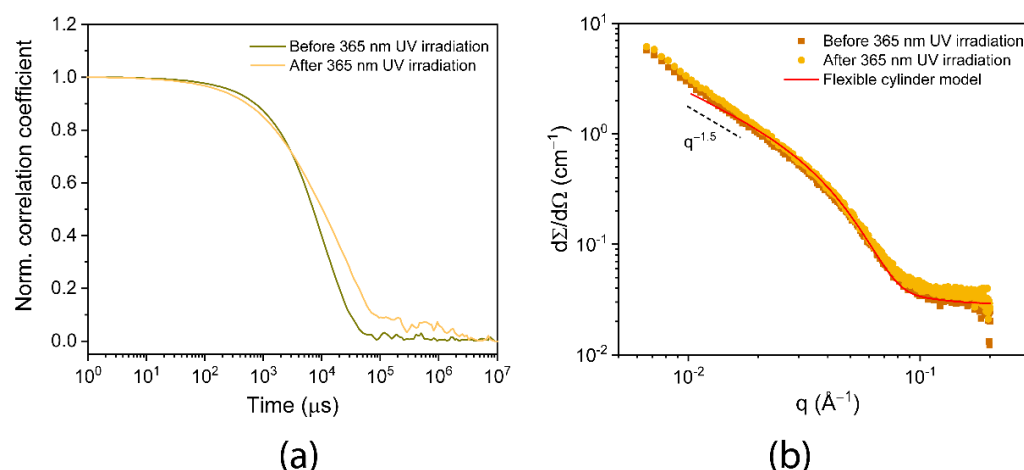 1.2
1.0
0.8
0.6
0.4
0.2
0.0
Norm. correlation coefficient
Before 365 nm UV irradiation
After 365 nm UV irradiation
10⁰ 10¹ 10² 10³ 10⁴ 10⁵ 10⁶ 10⁷
Time (μs)
(a)
10¹
10⁰
10⁻¹
10⁻²
dΣ/dΩ (cm⁻¹)
Before 365 nm UV irradiation
After 365 nm UV irradiation
Flexible cylinder model
q⁻¹·⁵
10⁻² 10⁻¹
q (Å⁻¹)
(b)